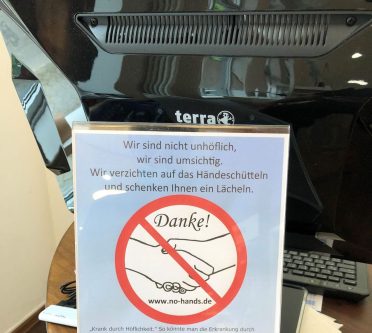 terra
Wir sind nicht unhöflich,
wir sind umsichtig.
Wir verzichten auf das Händeschütteln
und schenken Ihnen ein Lächeln.
Danke!
www.no-hands.de
„Krank durch Höflichkeit:“ So könnte man die Erkrankung durch